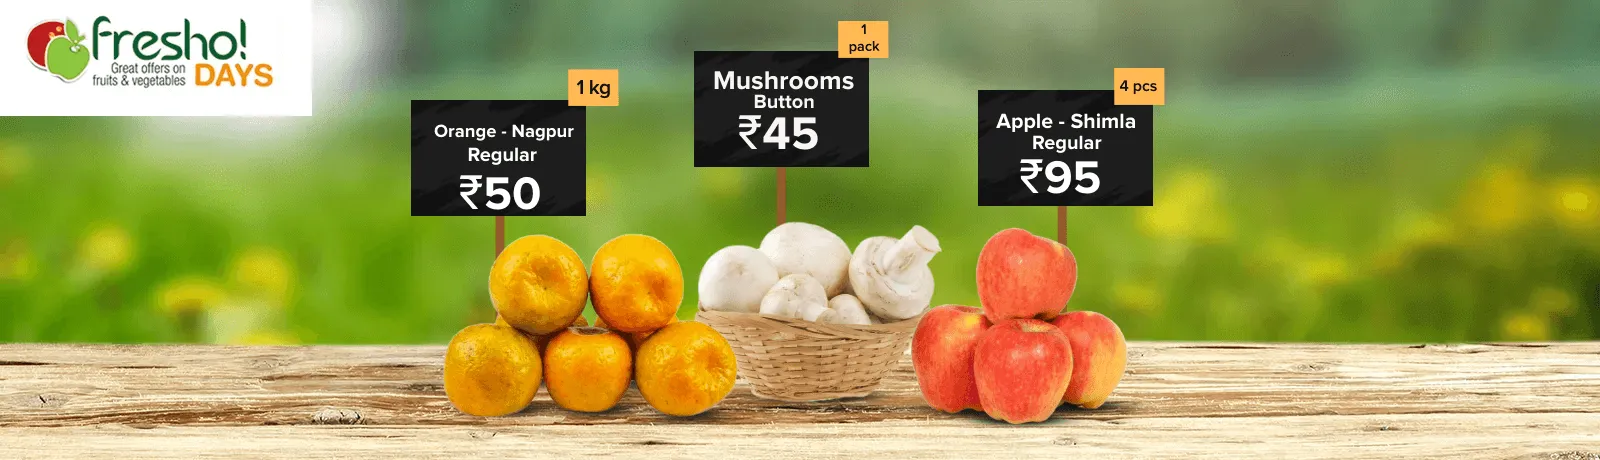 fresho!
Great offers on
fruits & vegetables
DAYS
1 kg
Orange - Nagpur
Regular
₹50
1
pack
Mushrooms
Button
₹45
4 pcs
Apple - Shimla
Regular
₹95